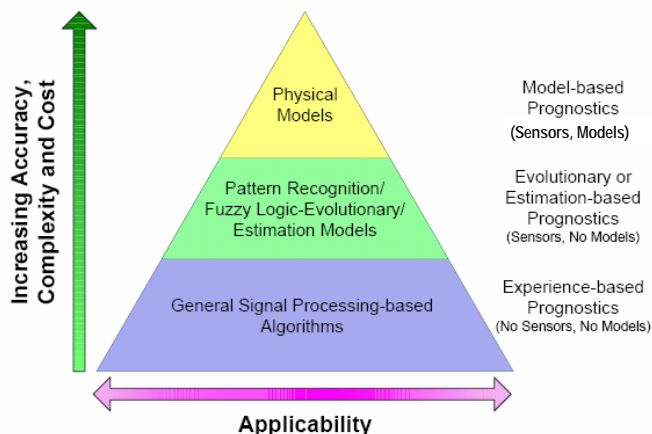 Increasing Accuracy,
Complexity and Cost
Physical
Models
Model-based
Prognostics
(Sensors, Models)
Pattern Recognition/
Fuzzy Logic-Evolutionary/
Estimation Models
Evolutionary or
Estimation-based
Prognostics
(Sensors, No Models)
General Signal Processing-based
Algorithms
Experience-based
Prognostics
(No Sensors, No Models)
Applicability